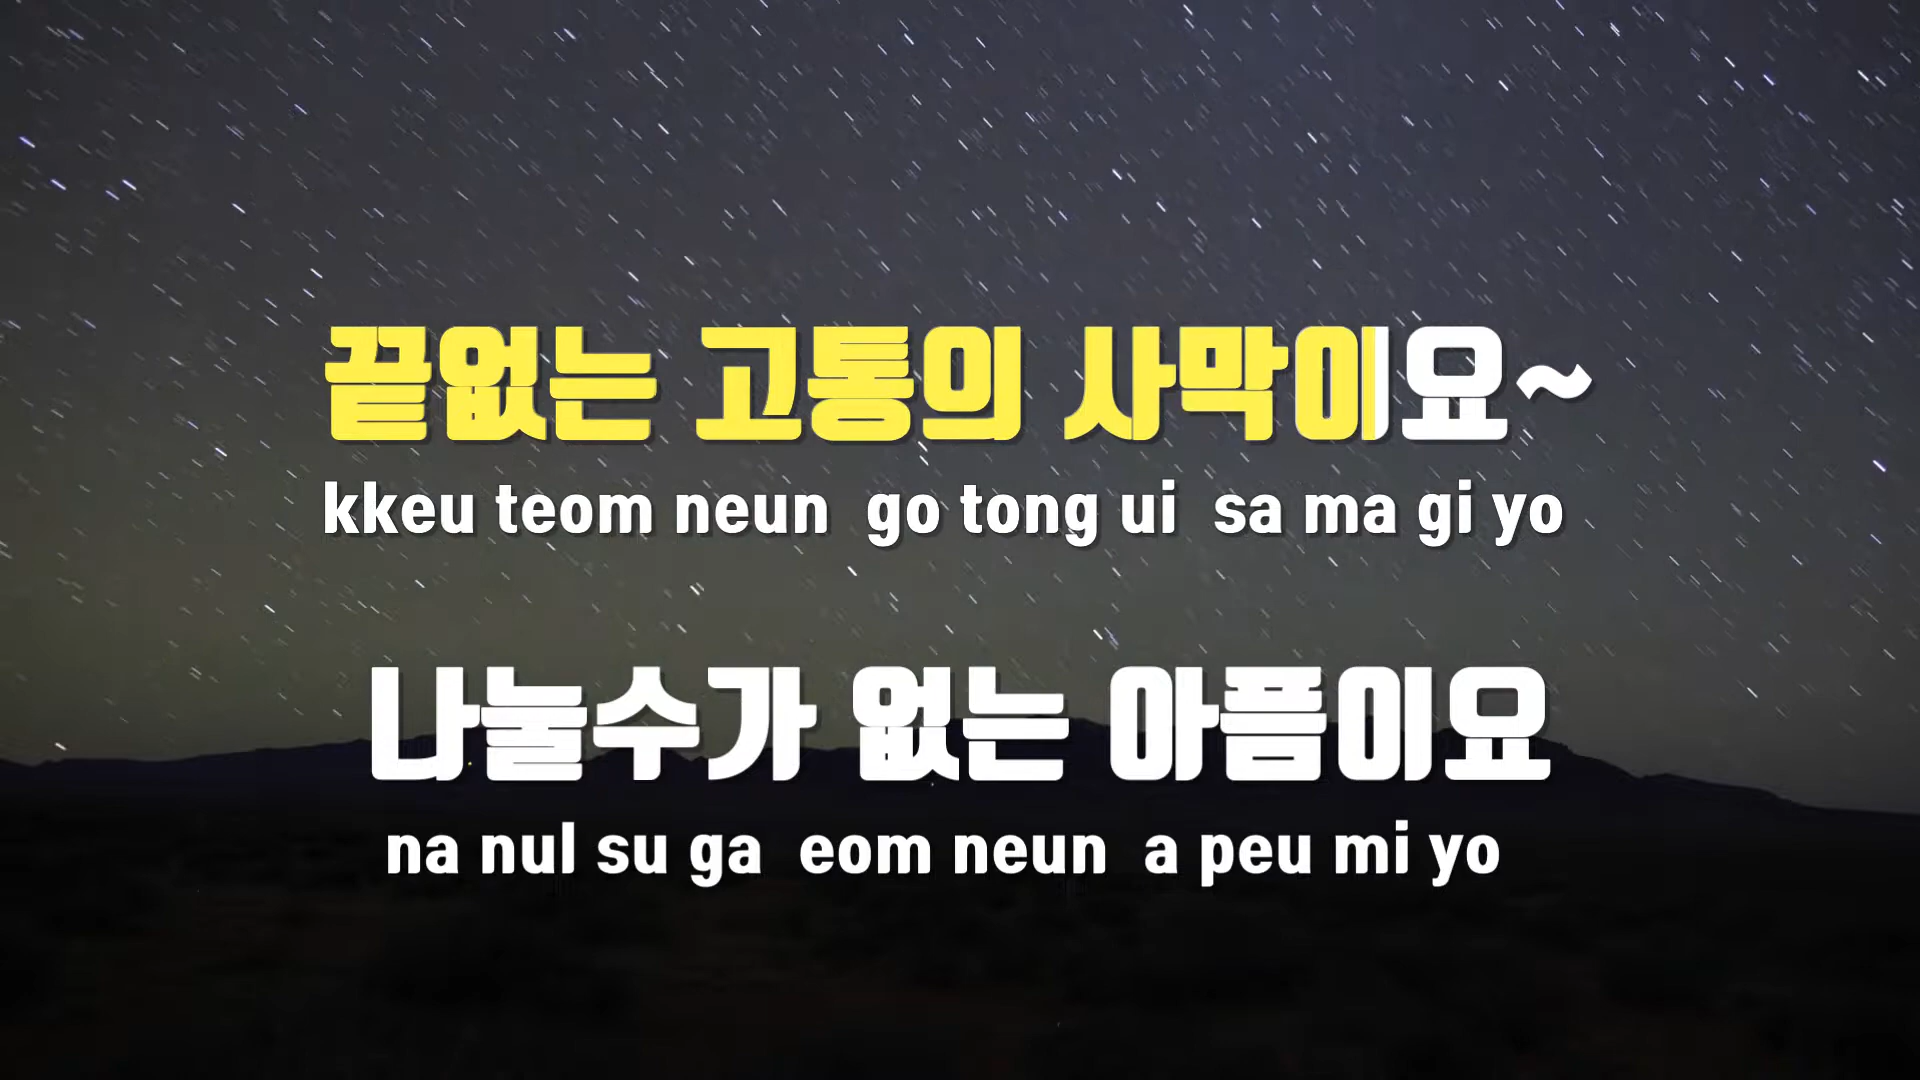 끝없는 고통의 사막이요~
kkeu teom neun go tong ui sa ma gi yo
나눌수가 없는 아픔이요
na nul su ga eom neun a peu mi yo